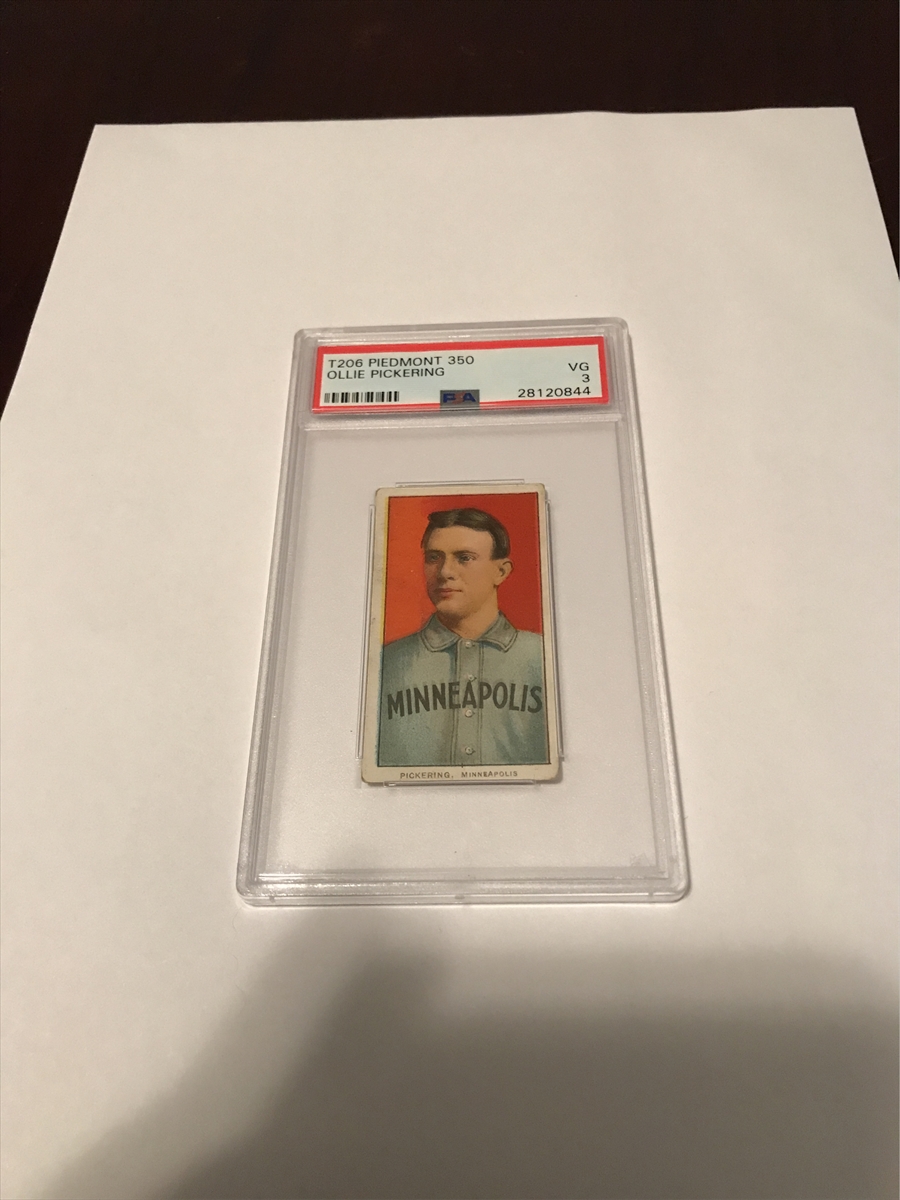 T206 PIEDMONT 350
OLLIE PICKERING
VG
3
28120844
PSA
MINNEAPOLIS
PICKERING, MINNEAPOLIS